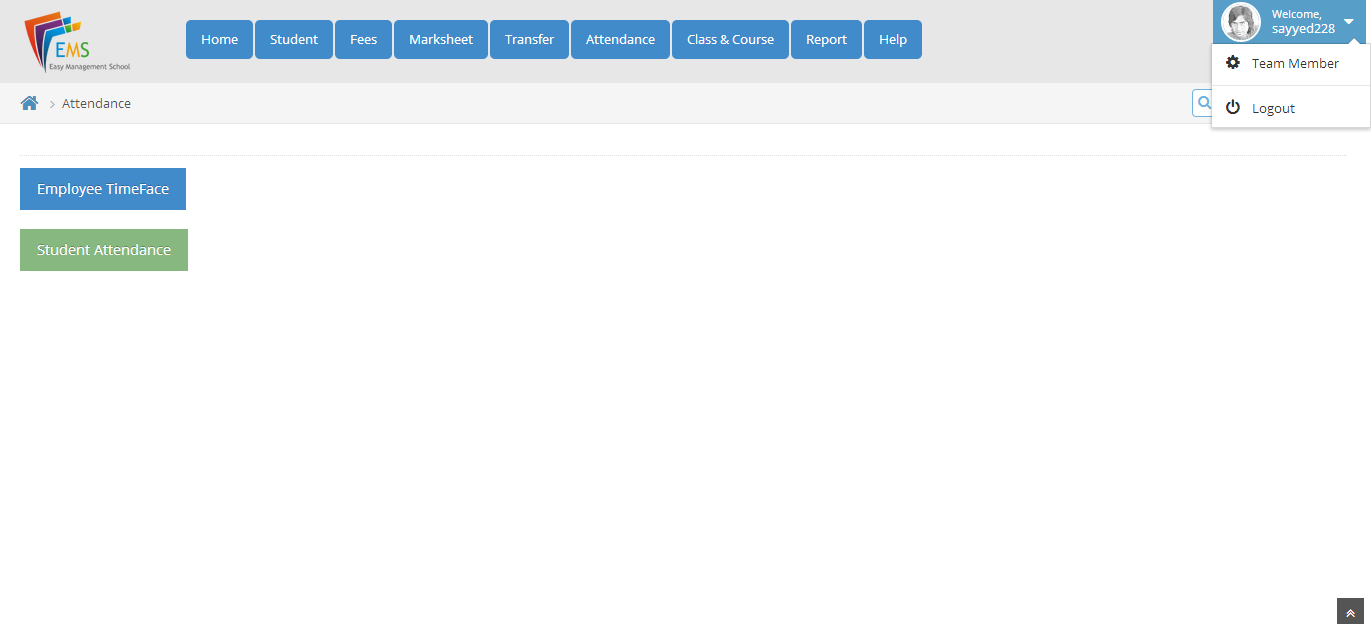 EMS
Easy Management School
Home Student Fees Marksheet Transfer Attendance Class & Course Report Help
Welcome,
sayyed228
Team Member
Logout
Attendance
Employee TimeFace
Student Attendance